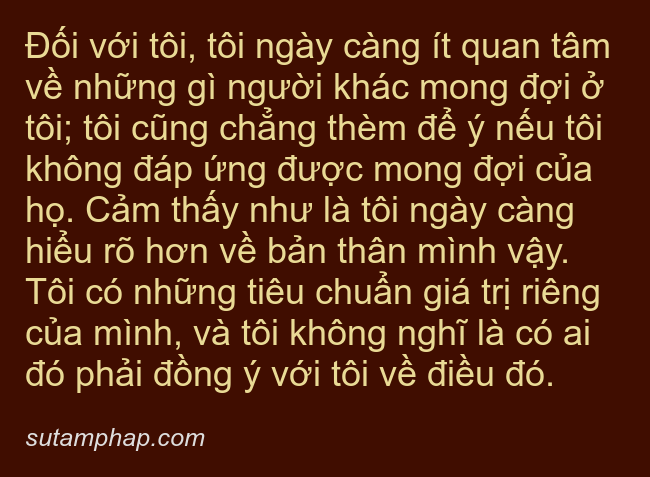 Đối với tôi, tôi ngày càng ít quan tâm
về những gì người khác mong đợi ở
tôi; tôi cũng chẳng thèm để ý nếu tôi
không đáp ứng được mong đợi của
họ. Cảm thấy như là tôi ngày càng
hiểu rõ hơn về bản thân mình vậy.
Tôi có những tiêu chuẩn giá trị riêng
của mình, và tôi không nghĩ là có ai
đó phải đồng ý với tôi về điều đó.
sutamphap.com